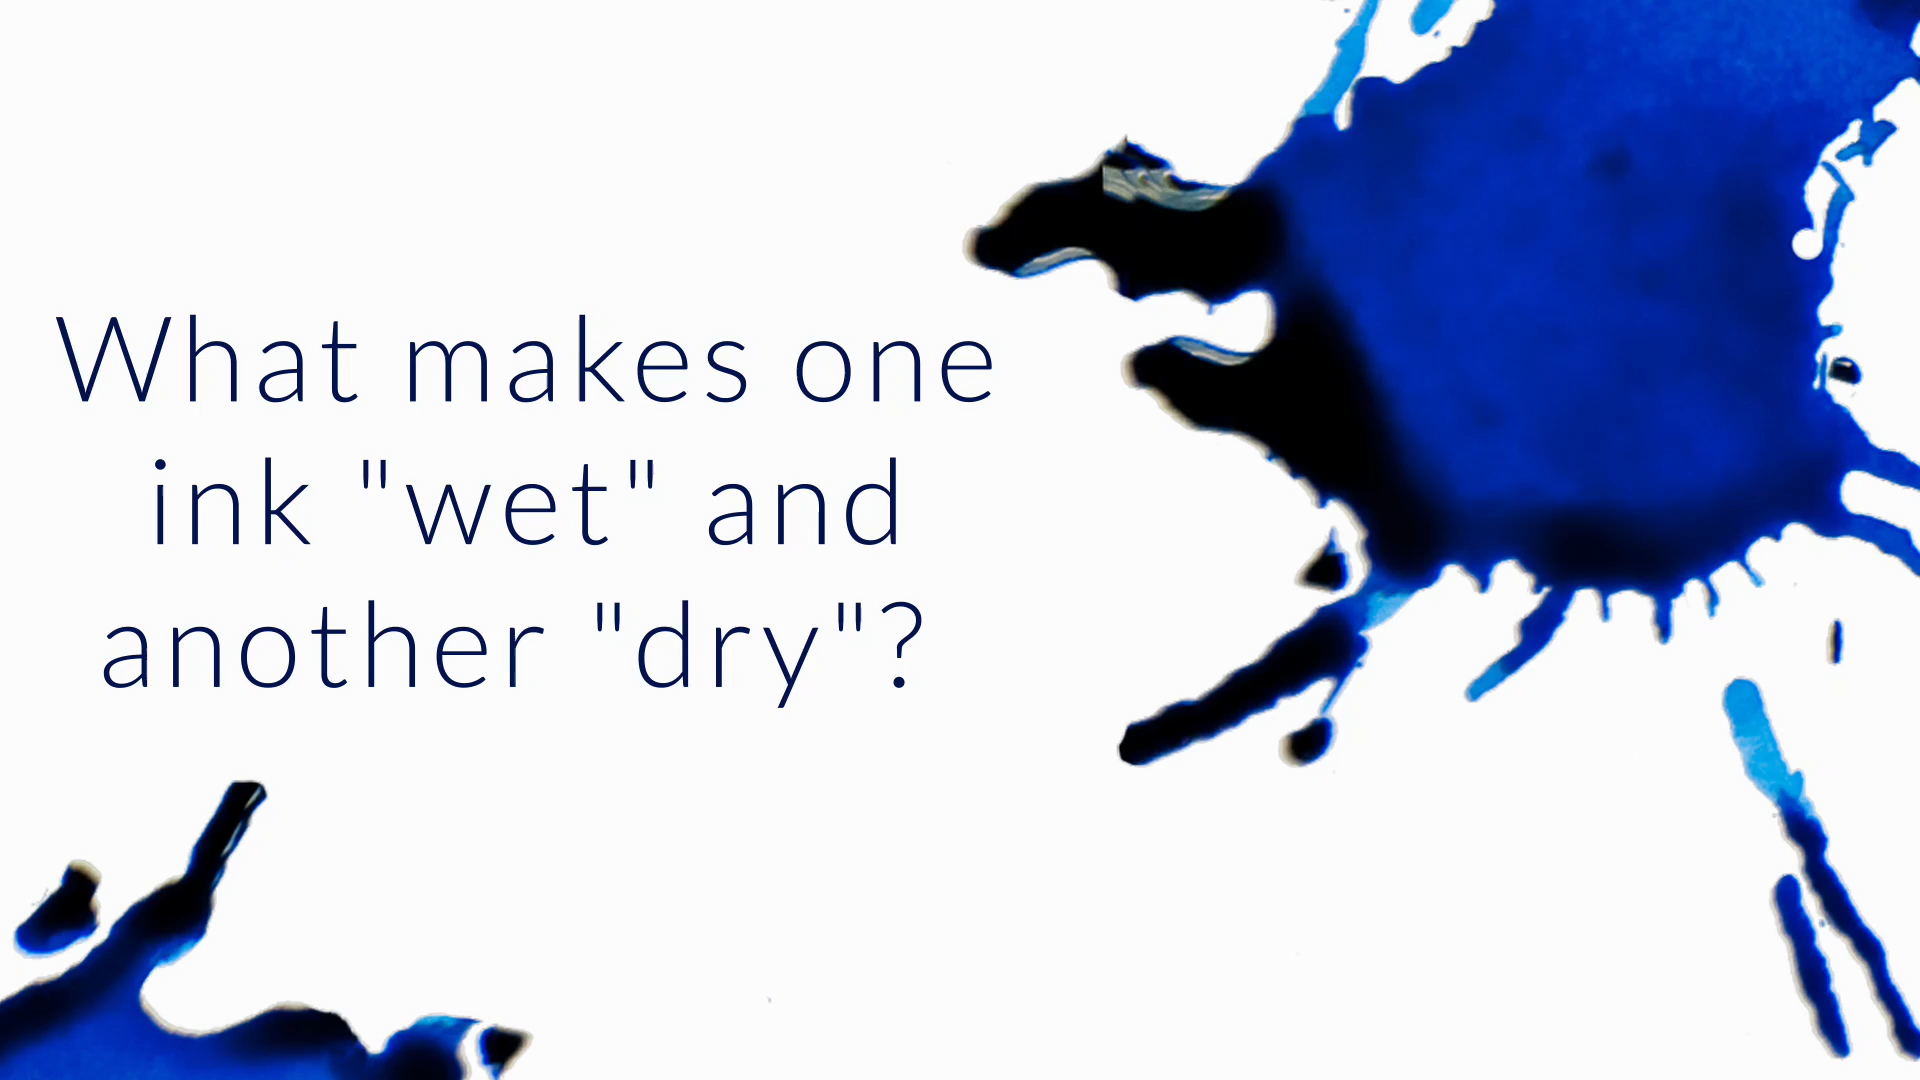 What makes one
ink "wet" and
another "dry"?